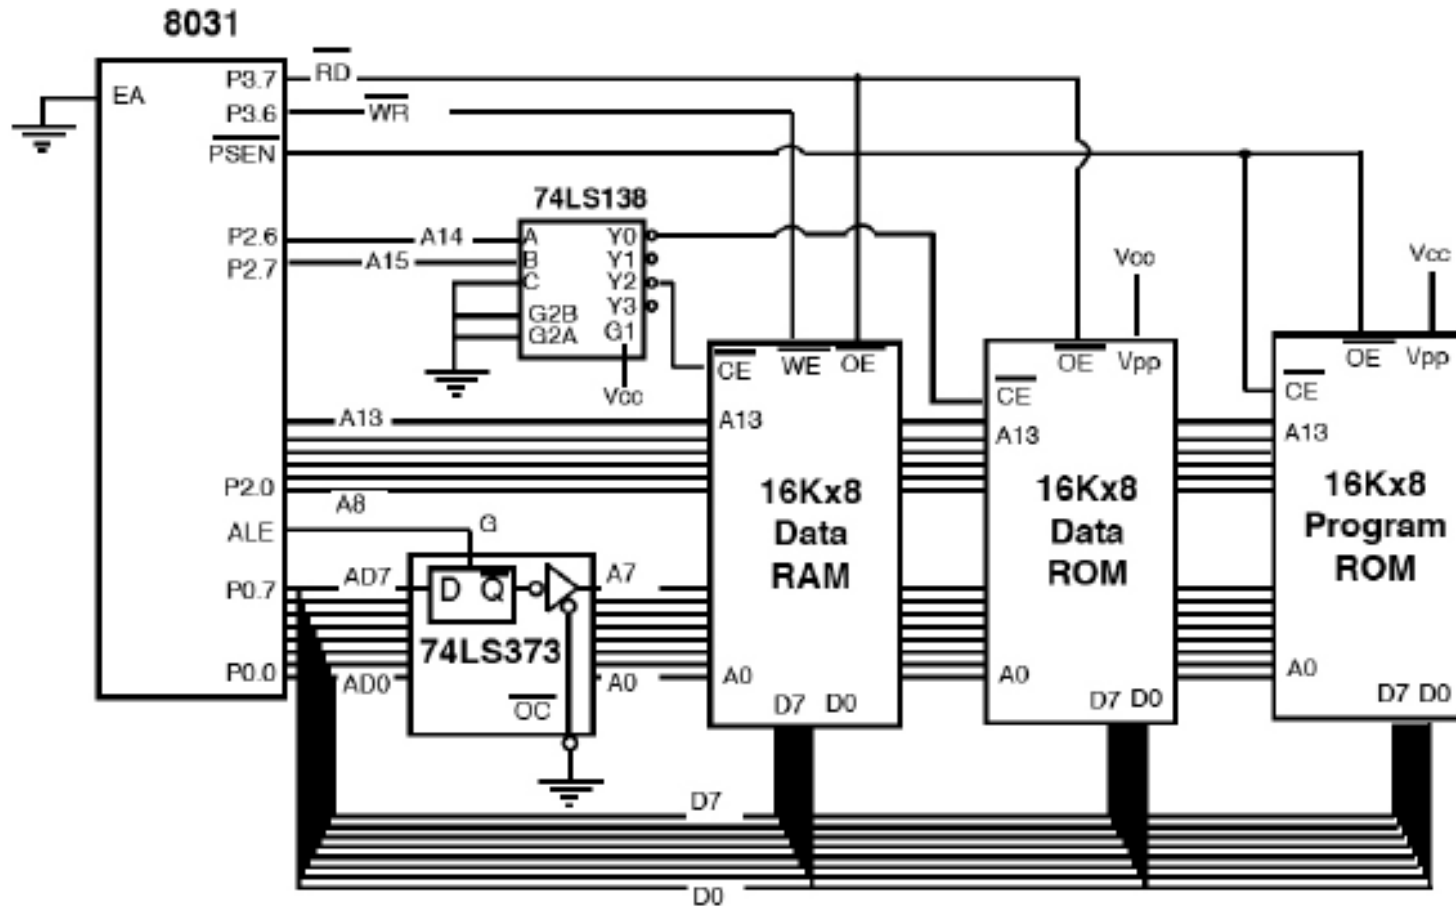 8031
EA
P3.7
RD
P3.6
WR
PSEN
74LS138
P2.6
A14
A
Y0
P2.7
A15
B
Y1
C
Y2
Y3
G2B
G2A
G1
Vcc
Vcc
Vcc
CE
WE
OE
CE
OE
Vpp
CE
OE
Vpp
A13
A13
A13
A13
P2.0
A8
16Kx8
Data
RAM
16Kx8
Data
ROM
16Kx8
Program
ROM
ALE
G
P0.7
AD7
D
Q
A7
74LS373
P0.0
AD0
OC
A0
A0
A0
A0
D7 D0
D7 D0
D7 D0
D7
D0